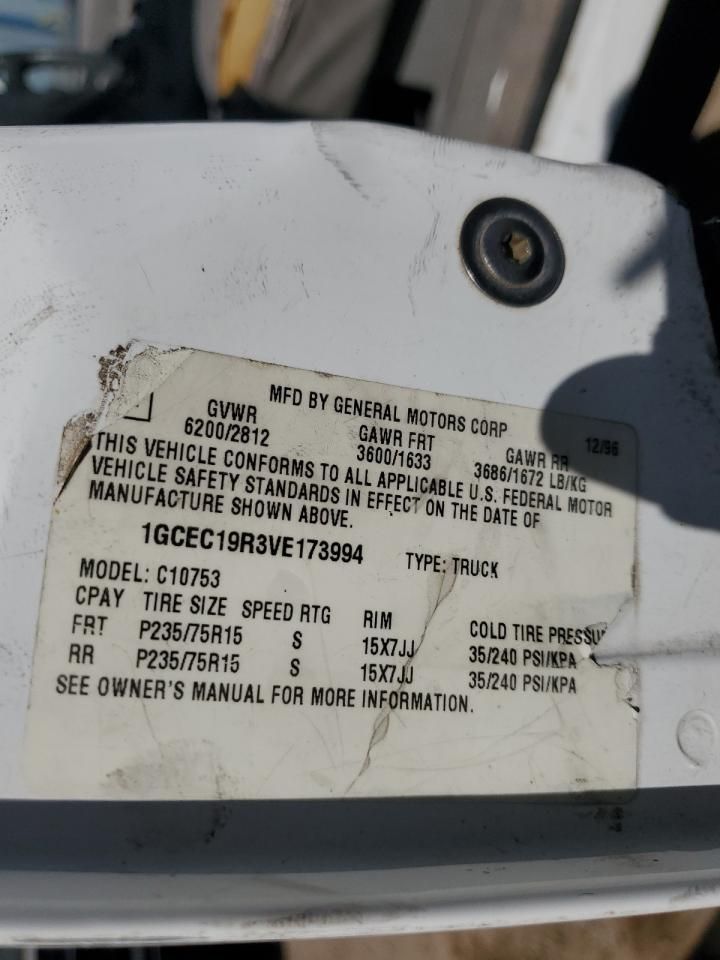 MFD BY GENERAL MOTORS CORP
GVWR GAWR FRT GAWR RR 12/96
6200/2812 3600/1633 3686/1672 LB/KG
THIS VEHICLE CONFORMS TO ALL APPLICABLE U.S. FEDERAL MOTOR
VEHICLE SAFETY STANDARDS IN EFFECT ON THE DATE OF
MANUFACTURE SHOWN ABOVE.
1GCEC19R3VE173994 TYPE: TRUCK
MODEL: C10753
CPAY TIRE SIZE SPEED RTG RIM COLD TIRE PRESSU
FRT P235/75R15 S 15X7JJ 35/240 PSI/KPA
RR P235/75R15 S 15X7JJ 35/240 PSI/KPA
SEE OWNER'S MANUAL FOR MORE INFORMATION.